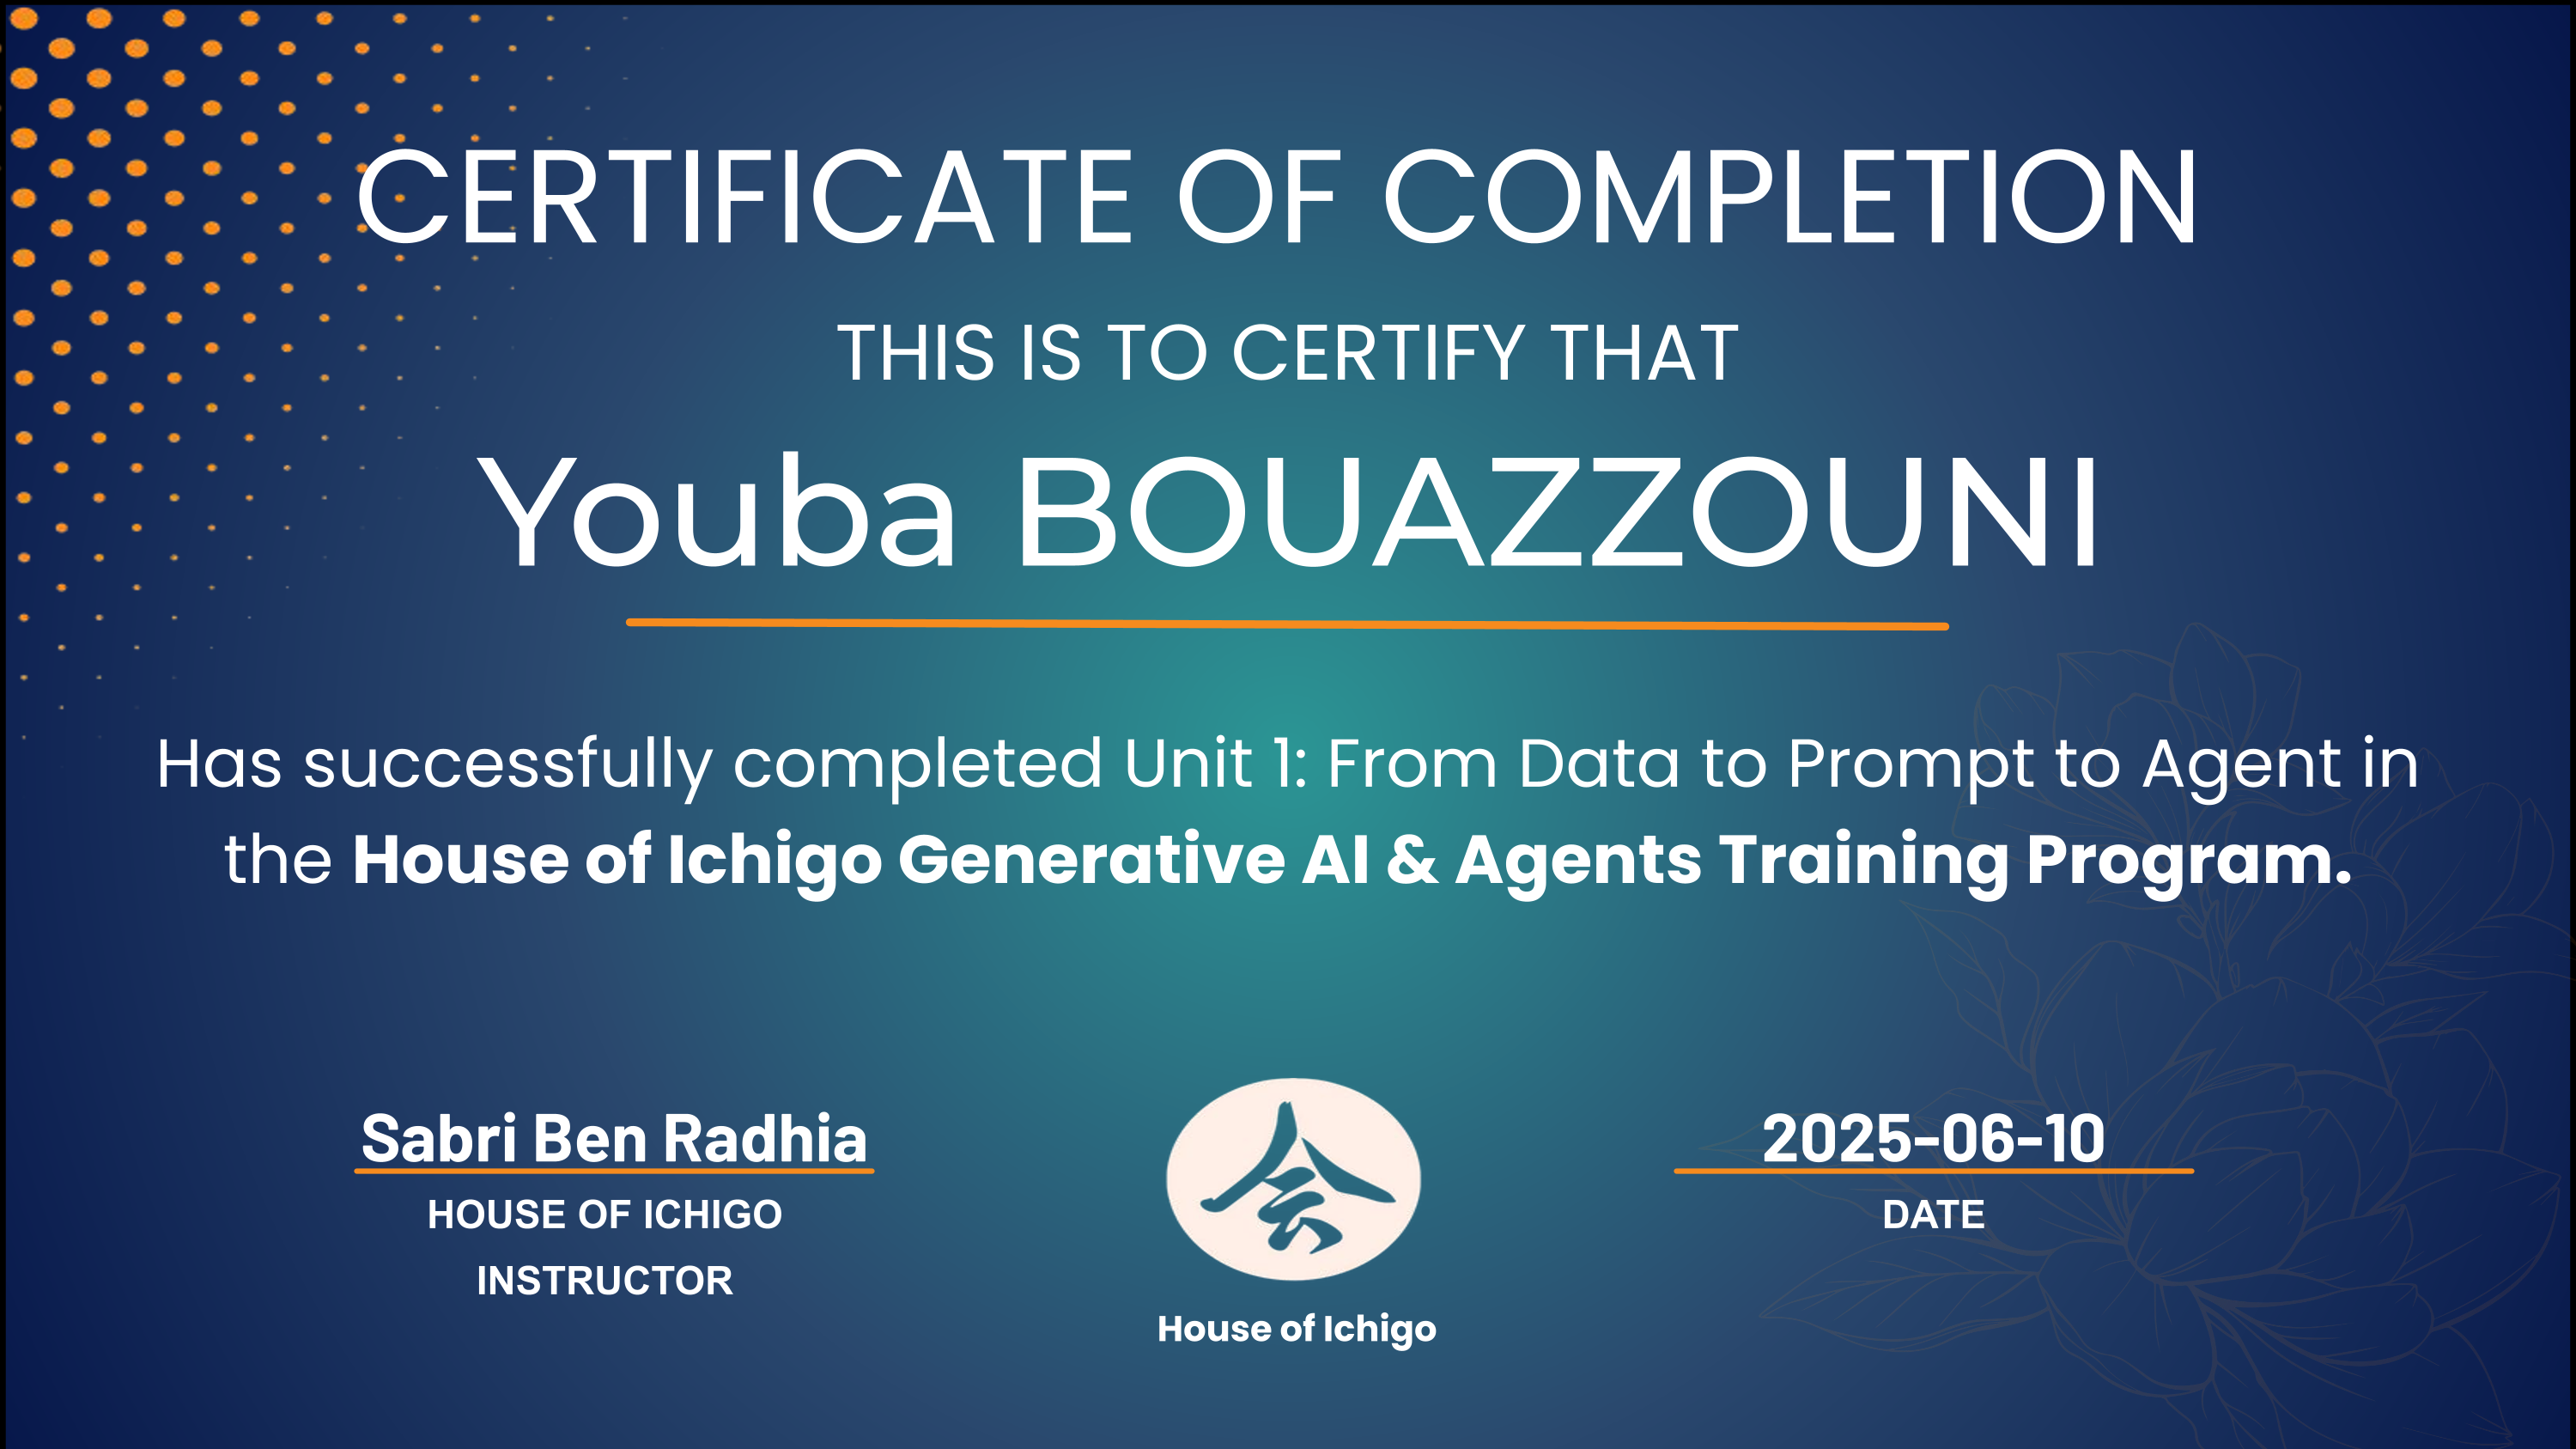 CERTIFICATE OF COMPLETION
THIS IS TO CERTIFY THAT
Youba BOUAZZOUNI
Has successfully completed Unit 1: From Data to Prompt to Agent in
the House of Ichigo Generative AI & Agents Training Program.
Sabri Ben Radhia
HOUSE OF ICHIGO
INSTRUCTOR
会
House of Ichigo
2025-06-10
DATE